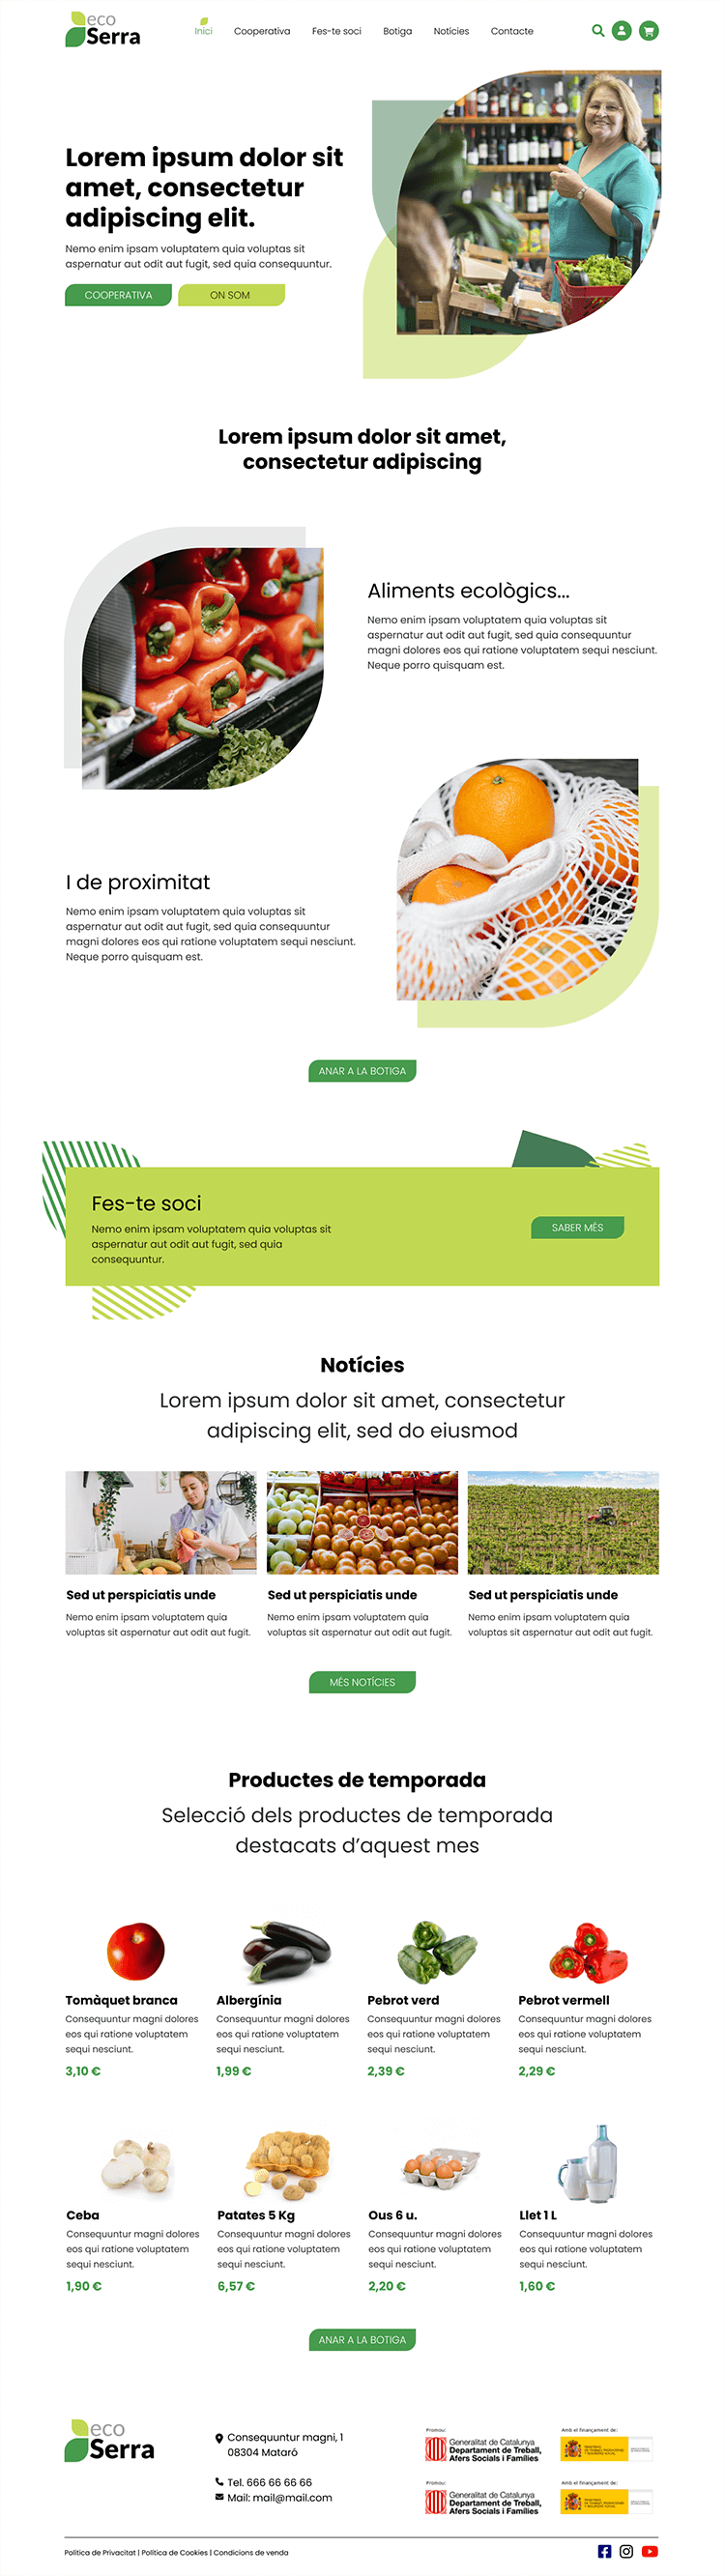 eco
Serra
Inici Cooperativa Fes-te soci Botiga Notícies Contacte
Lorem ipsum dolor sit
amet, consectetur
adipiscing elit.
Nemo enim ipsam voluptatem quia voluptas sit
aspernatur aut odit aut fugit, sed quia consequuntur.
COOPERATIVA ON SOM
Lorem ipsum dolor sit amet,
consectetur adipiscing
Aliments ecològics...
Nemo enim ipsam voluptatem quia voluptas sit
aspernatur aut odit aut fugit, sed quia consequuntur
magni dolores eos qui ratione voluptatem sequi nesciunt.
Neque porro quisquam est.
I de proximitat
Nemo enim ipsam voluptatem quia voluptas sit
aspernatur aut odit aut fugit, sed quia consequuntur
magni dolores eos qui ratione voluptatem sequi nesciunt.
Neque porro quisquam est.
ANAR A LA BOTIGA
Fes-te soci
Nemo enim ipsam voluptatem quia voluptas sit
aspernatur aut odit aut fugit, sed quia
consequuntur.
SABER MÉS
Notícies
Lorem ipsum dolor sit amet, consectetur
adipiscing elit, sed do eiusmod
Sed ut perspiciatis unde
Nemo enim ipsam voluptatem quia
voluptas sit aspernatur aut odit aut fugit.
Sed ut perspiciatis unde
Nemo enim ipsam voluptatem quia
voluptas sit aspernatur aut odit aut fugit.
Sed ut perspiciatis unde
Nemo enim ipsam voluptatem quia
voluptas sit aspernatur aut odit aut fugit.
MÉS NOTÍCIES
Productes de temporada
Selecció dels productes de temporada
destacats d'aquest mes
Tomàquet branca
Consequuntur magni dolores
eos qui ratione voluptatem
sequi nesciunt.
3,10 €
Albergínia
Consequuntur magni dolores
eos qui ratione voluptatem
sequi nesciunt.
1,99 €
Pebrot verd
Consequuntur magni dolores
eos qui ratione voluptatem
sequi nesciunt.
2,39 €
Pebrot vermell
Consequuntur magni dolores
eos qui ratione voluptatem
sequi nesciunt.
2,29 €
Ceba
Consequuntur magni dolores
eos qui ratione voluptatem
sequi nesciunt.
1,90 €
Patates 5 Kg
Consequuntur magni dolores
eos qui ratione voluptatem
sequi nesciunt.
6,57 €
Ous 6 u.
Consequuntur magni dolores
eos qui ratione voluptatem
sequi nesciunt.
2,20 €
Llet 1 L
Consequuntur magni dolores
eos qui ratione voluptatem
sequi nesciunt.
1,60 €
ANAR A LA BOTIGA
eco
Serra
Consequuntur magni, 1
08304 Mataró
Tel. 666 66 66 66
Mail: mail@mail.com
Promou:
Generalitat de Catalunya
Departament de Treball,
Afers Socials i Famílies
Amb el finançament de:
Promou:
Generalitat de Catalunya
Departament de Treball,
Afers Socials i Famílies
Amb el finançament de:
Política de Privacitat | Política de Cookies | Condicions de venda